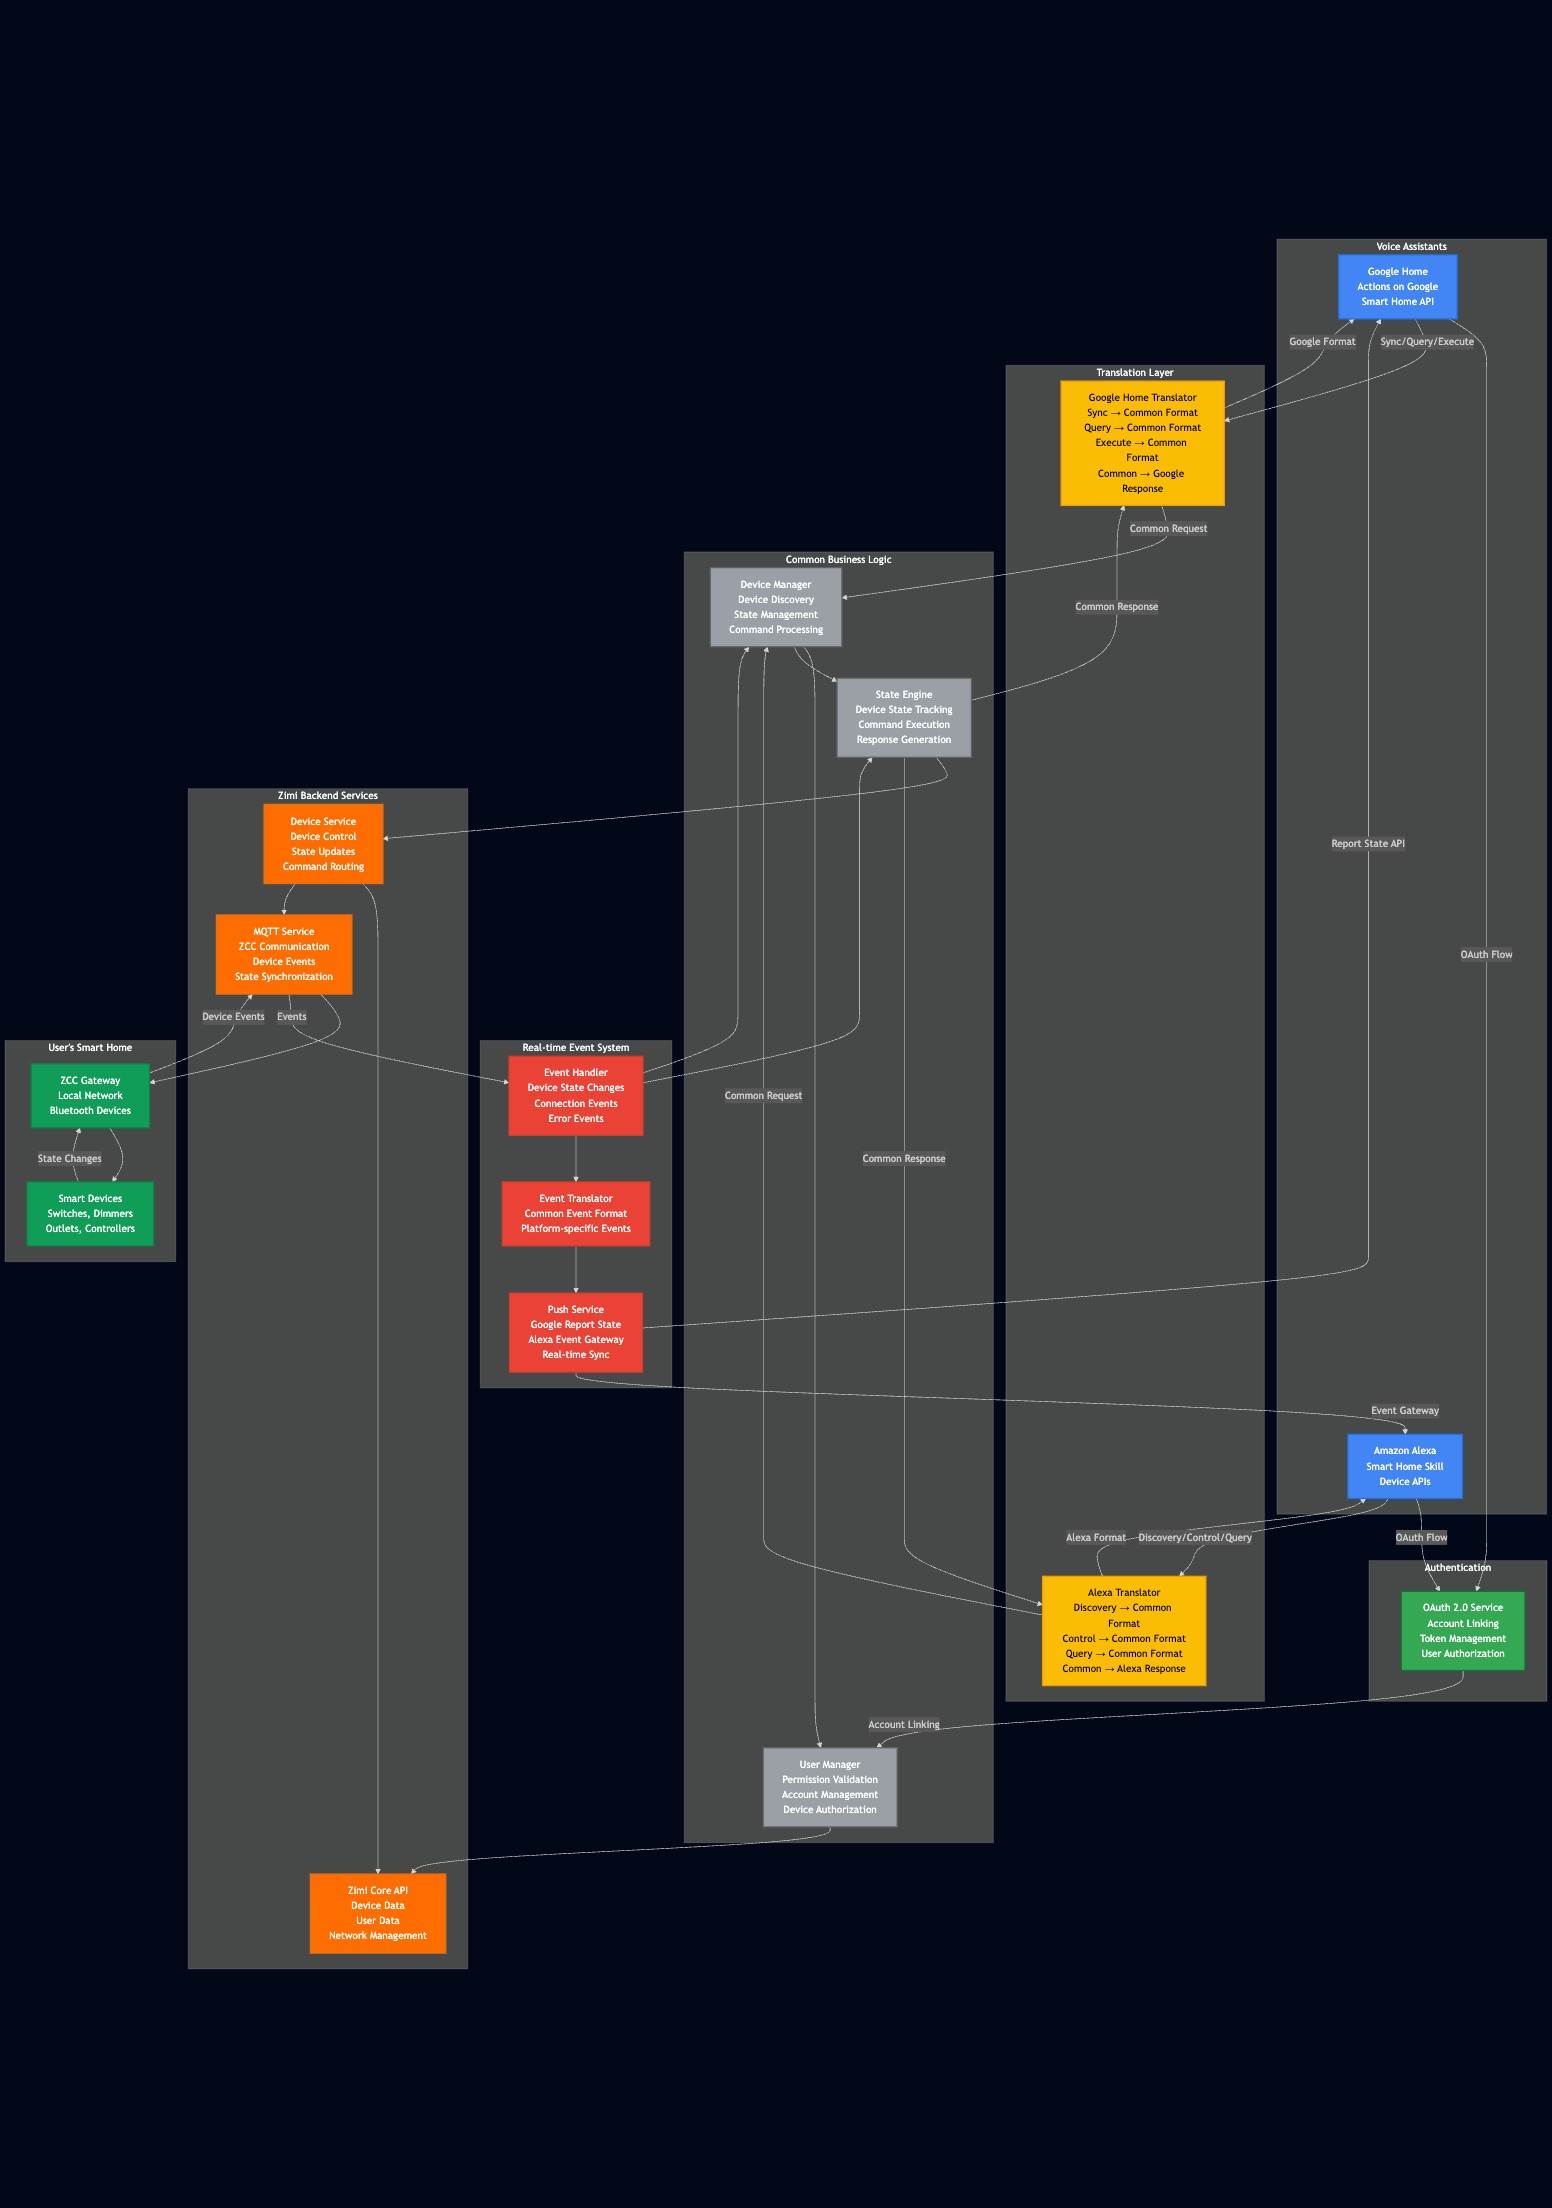 Voice Assistants
Google Home
Actions on Google
Smart Home API
Google Format
Sync/Query/Execute
Translation Layer
Google Home Translator
Sync → Common Format
Query → Common Format
Execute → Common
Format
Common → Google
Response
Common Request
Common Business Logic
Device Manager
Device Discovery
State Management
Command Processing
Common Response
State Engine
Device State Tracking
Command Execution
Response Generation
Zimi Backend Services
Device Service
Device Control
State Updates
Command Routing
Report State API
MQTT Service
ZCC Communication
Device Events
State Synchronization
OAuth Flow
Device Events
Events
User's Smart Home
ZCC Gateway
Local Network
Bluetooth Devices
State Changes
Smart Devices
Switches, Dimmers
Outlets, Controllers
Real-time Event System
Event Handler
Device State Changes
Connection Events
Error Events
Common Request
Common Response
Event Translator
Common Event Format
Platform-specific Events
Push Service
Google Report State
Alexa Event Gateway
Real-time Sync
Event Gateway
Amazon Alexa
Smart Home Skill
Device APIs
Alexa Format
Discovery/Control/Query
OAuth Flow
Authentication
Alexa Translator
Discovery → Common
Format
Control → Common Format
Query → Common Format
Common → Alexa Response
OAuth 2.0 Service
Account Linking
Token Management
User Authorization
Account Linking
User Manager
Permission Validation
Account Management
Device Authorization
Zimi Core API
Device Data
User Data
Network Management